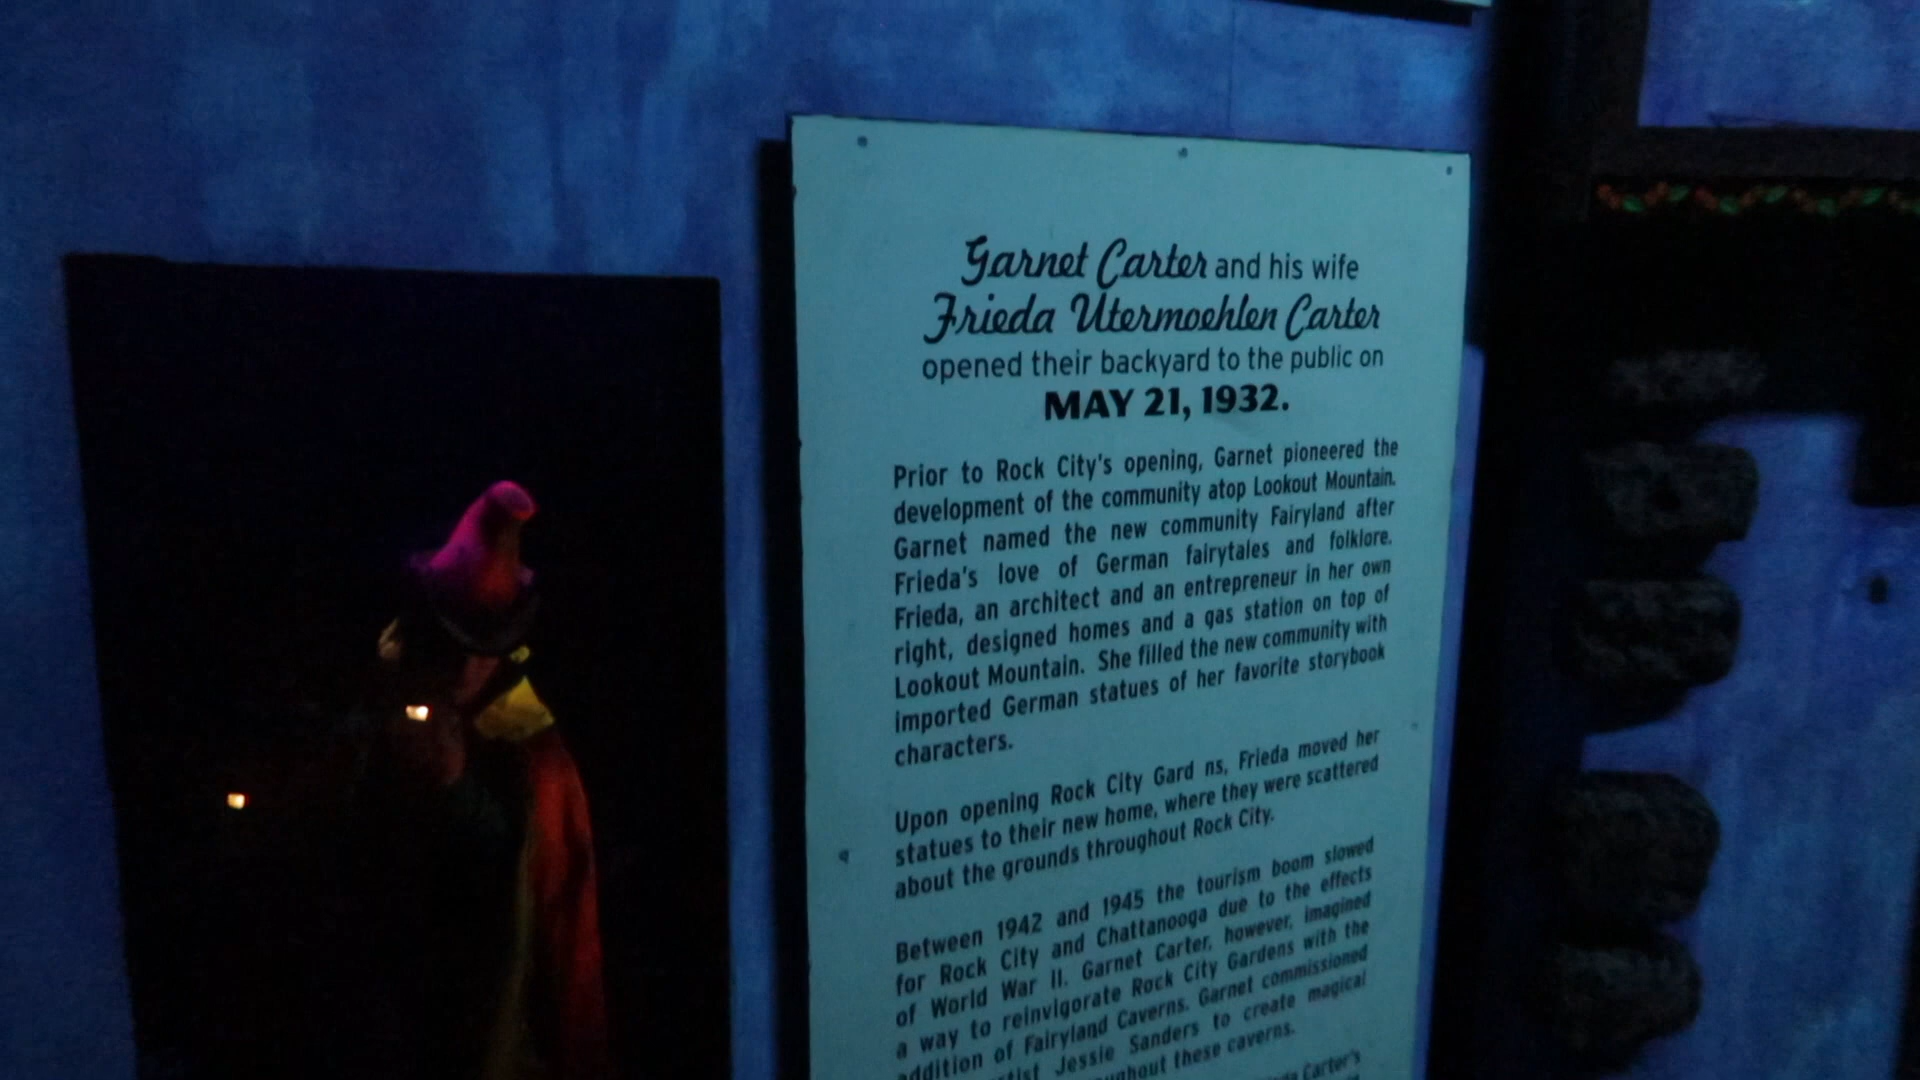 Garnet Carter and his wife
Frieda Utermoehlen Carter
opened their backyard to the public on
MAY 21, 1932.
Prior to Rock City's opening, Garnet pioneered the
development of the community atop Lookout Mountain.
Garnet named the new community Fairyland after
Frieda's love of German fairytales and folklore.
Frieda, an architect and an entrepreneur in her own
right, designed homes and a gas station on top of
Lookout Mountain. She filled the new community with
imported German statues of her favorite storybook
characters.
Upon opening Rock City Gard ns, Frieda moved her
statues to their new home, where they were scattered
about the grounds throughout Rock City.
Between 1942 and 1945 the tourism boom slowed
for Rock City and Chattanooga due to the effects
of World War II. Garnet Carter, however, imagined
a way to reinvigorate Rock City Gardens with the
addition of Fairyland Caverns. Garnet commissioned
Jessie Sanders to create magical
these caverns.
Carter's